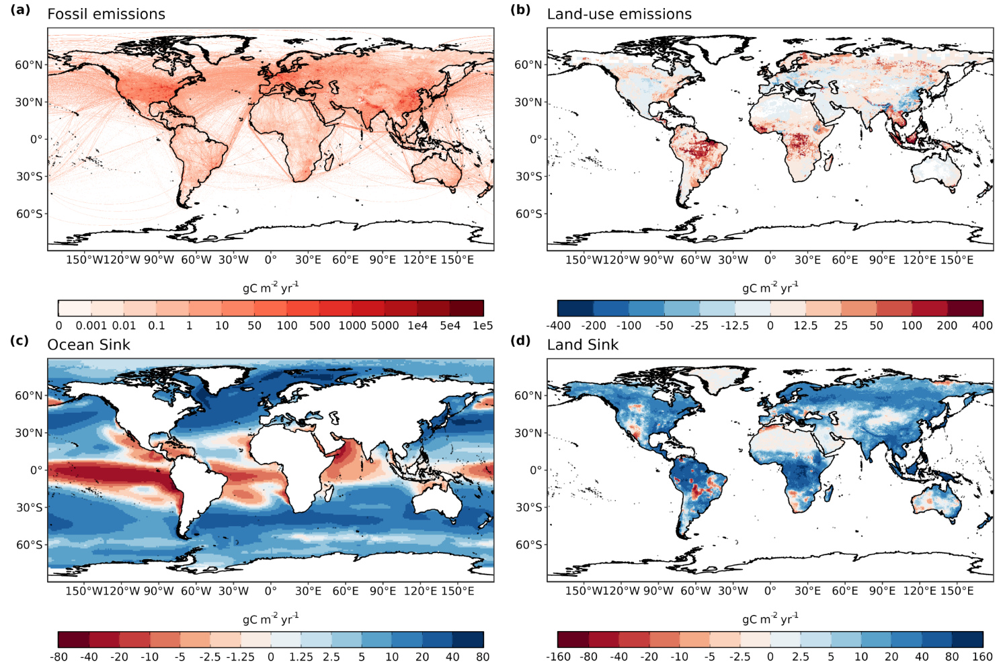 (a) Fossil emissions
60°N
30°N
0°
30°S
60°S
150°W120°W 90°W 60°W 30°W 0° 30°E 60°E 90°E 120°E 150°E
gC m-2 yr-1
0 0.001 0.01 0.1 1 10 50 100 500 1000 5000 1e4 5e4 1e5
(b) Land-use emissions
60°N
30°N
0°
30°S
60°S
150°W120°W 90°W 60°W 30°W 0° 30°E 60°E 90°E 120°E 150°E
gC m-2 yr-1
-400 -200 -100 -50 -25 -12.5 0 12.5 25 50 100 200 400
(c) Ocean Sink
60°N
30°N
0°
30°S
60°S
150°W120°W 90°W 60°W 30°W 0° 30°E 60°E 90°E 120°E 150°E
gC m-2 yr-1
-80 -40 -20 -10 -5 -2.5 -1.25 0 1.25 2.5 5 10 20 40 80
(d) Land Sink
60°N
30°N
0°
30°S
60°S
150°W120°W 90°W 60°W 30°W 0° 30°E 60°E 90°E 120°E 150°E
gC m-2 yr-1
-160 -80 -40 -20 -10 -5 -2.5 0 2.5 5 10 20 40 80 160